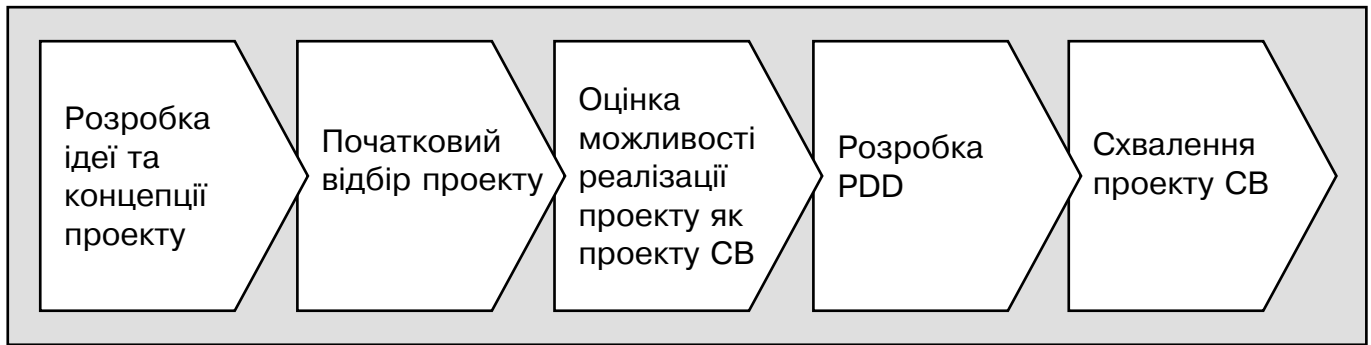 Розробка
ідеї та
концепції
проекту
Початковий
відбір проекту
Оцінка
можливості
реалізації
проекту як
проекту СВ
Розробка
PDD
Схвалення
проекту СВ